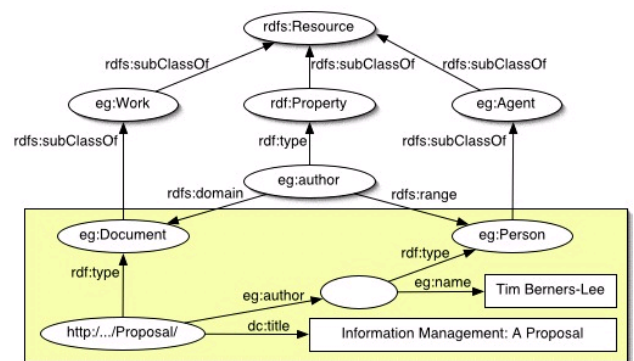 rdfs:Resource
rdfs:subClassOf rdfs:subClassOf rdfs:subClassOf
eg:Work rdf:Property eg:Agent
rdfs:subClassOf rdf:type rdfs:subClassOf
eg:author
rdfs:domain rdfs:range
eg:Document eg:Person
rdf:type rdf:type
eg:author eg:name Tim Berners-Lee
http:/.../Proposal/ dc:title Information Management: A Proposal